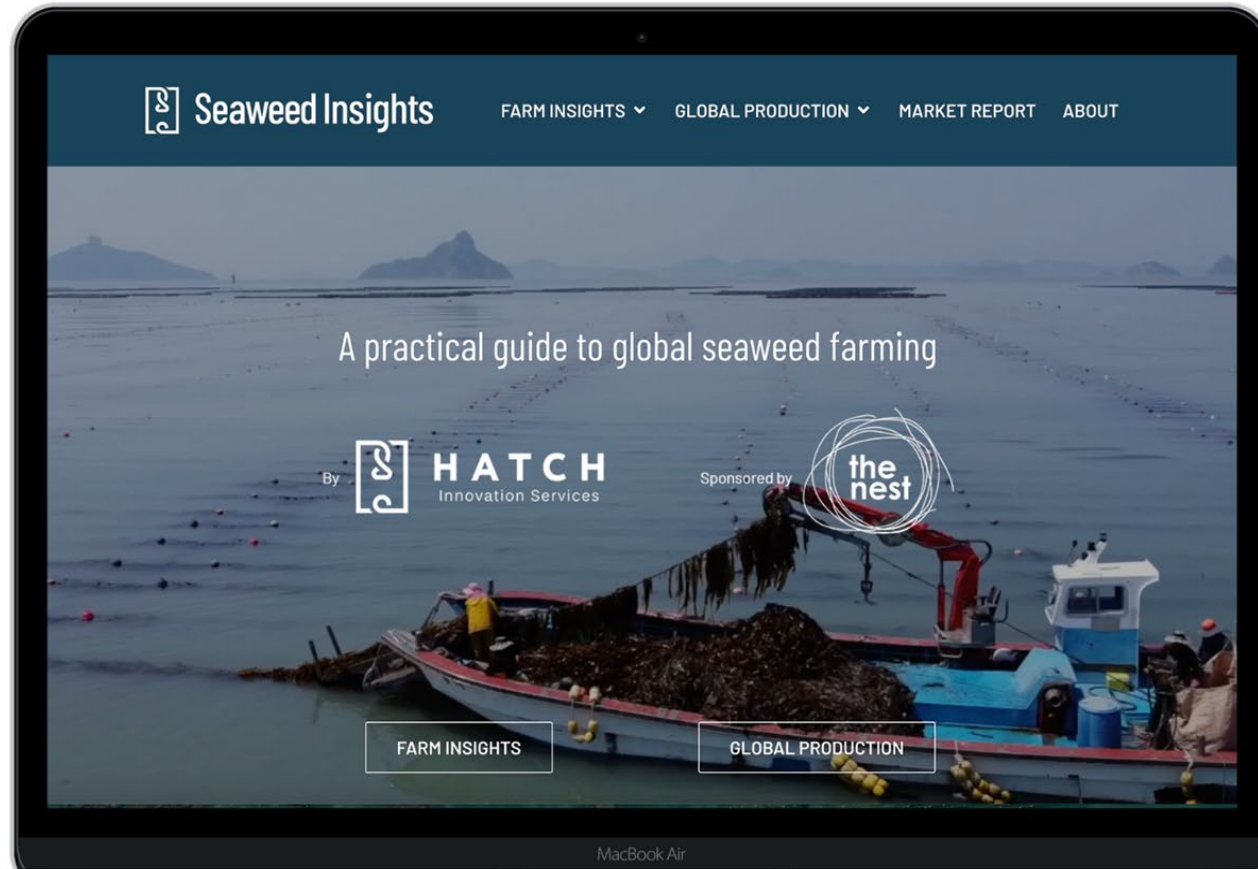 Seaweed Insights
FARM INSIGHTS
GLOBAL PRODUCTION
MARKET REPORT
ABOUT
A practical guide to global seaweed farming
By
HATCH
Innovation Services
Sponsored by
the
nest
FARM INSIGHTS
GLOBAL PRODUCTION
MacBook Air